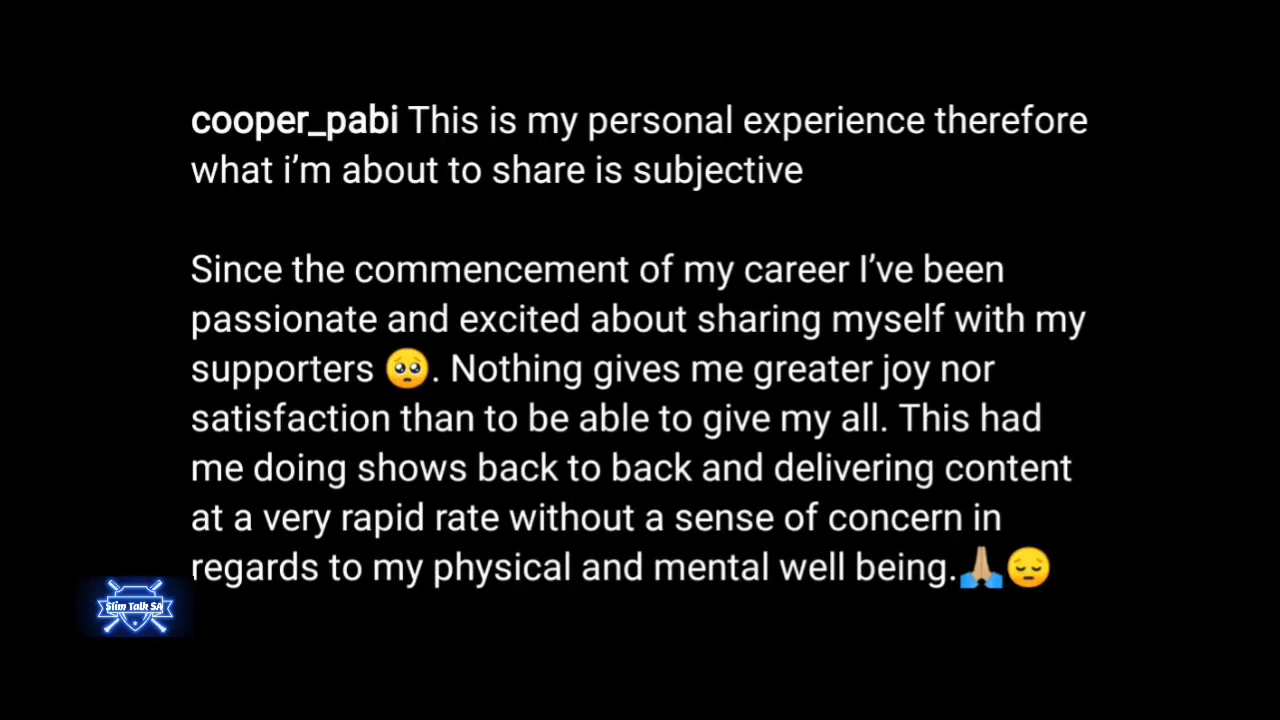 cooper_pabi This is my personal experience therefore
what i’m about to share is subjective
Since the commencement of my career I’ve been
passionate and excited about sharing myself with my
supporters 🥺. Nothing gives me greater joy nor
satisfaction than to be able to give my all. This had
me doing shows back to back and delivering content
at a very rapid rate without a sense of concern in
regards to my physical and mental well being.🙏🏼😔
Slim Talk SA